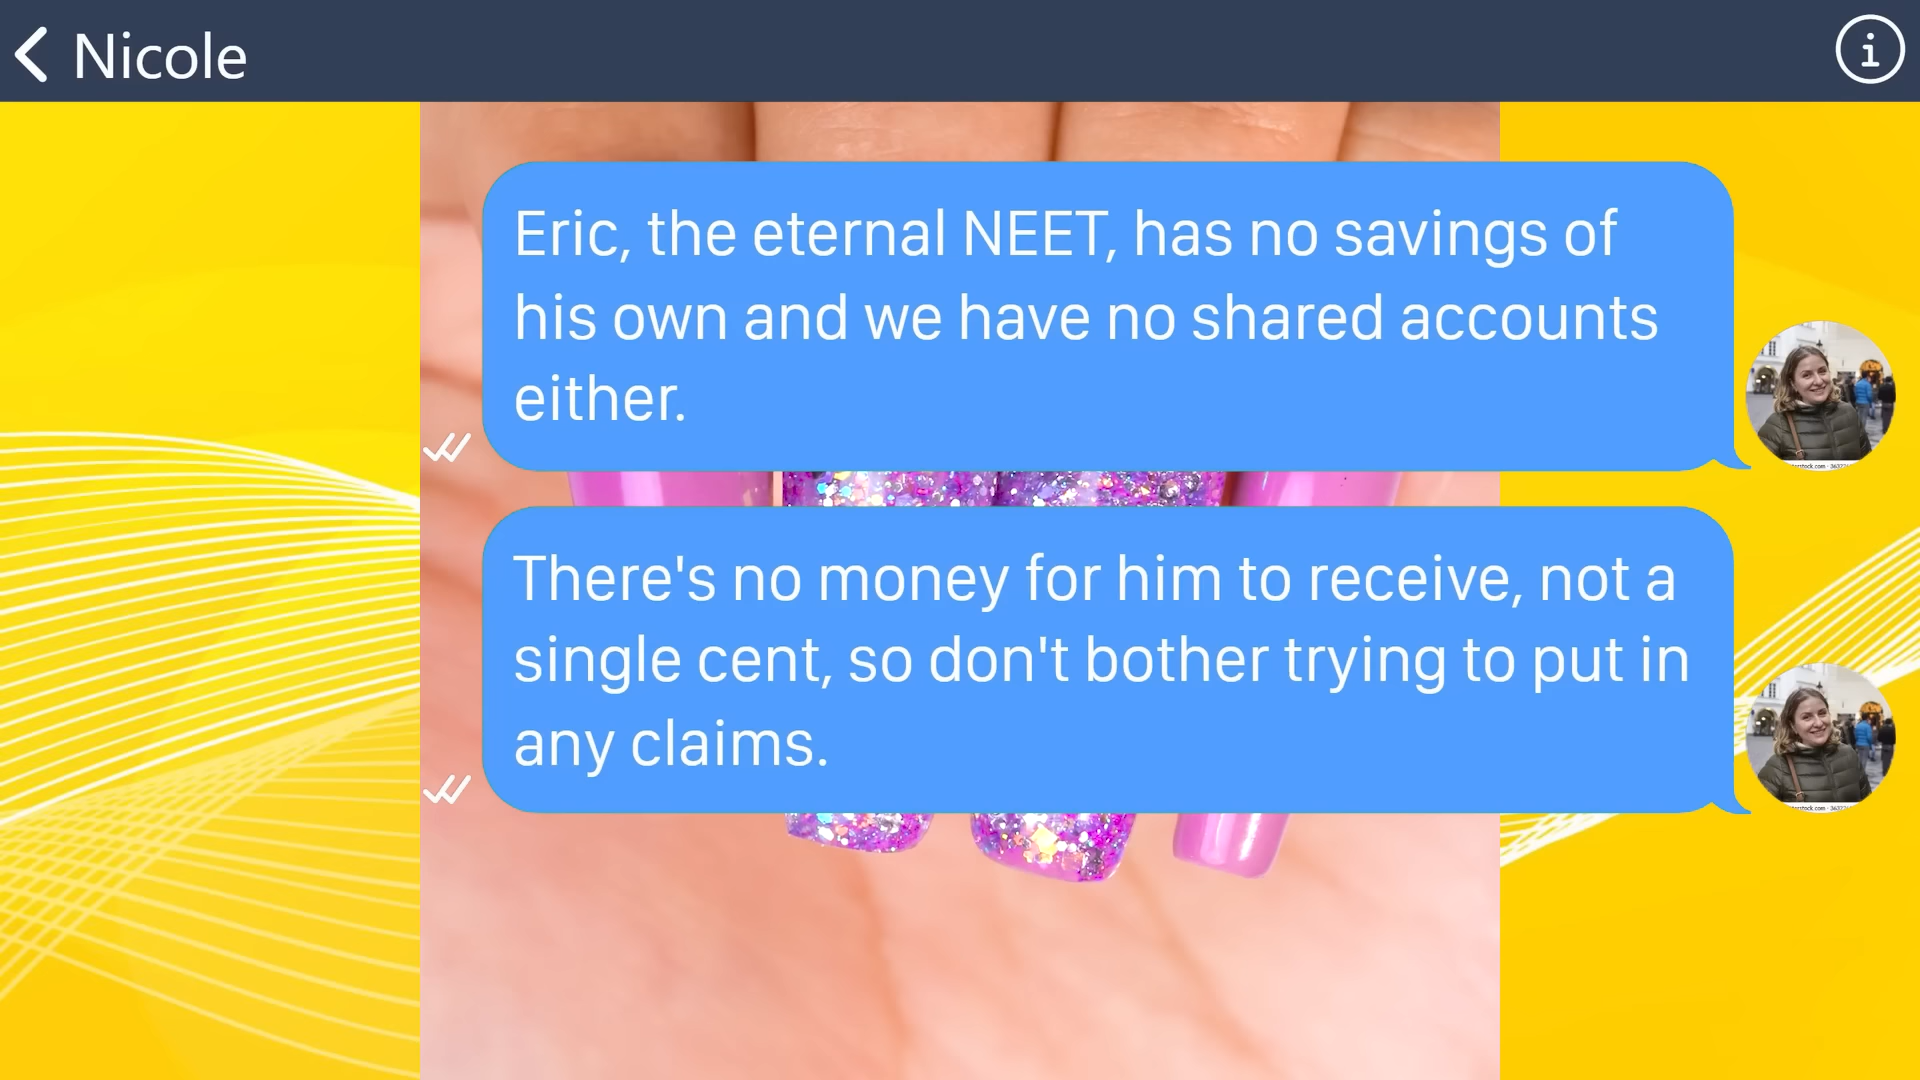 Nicole
Eric, the eternal NEET, has no savings of
his own and we have no shared accounts
either.
There's no money for him to receive, not a
single cent, so don't bother trying to put in
any claims.